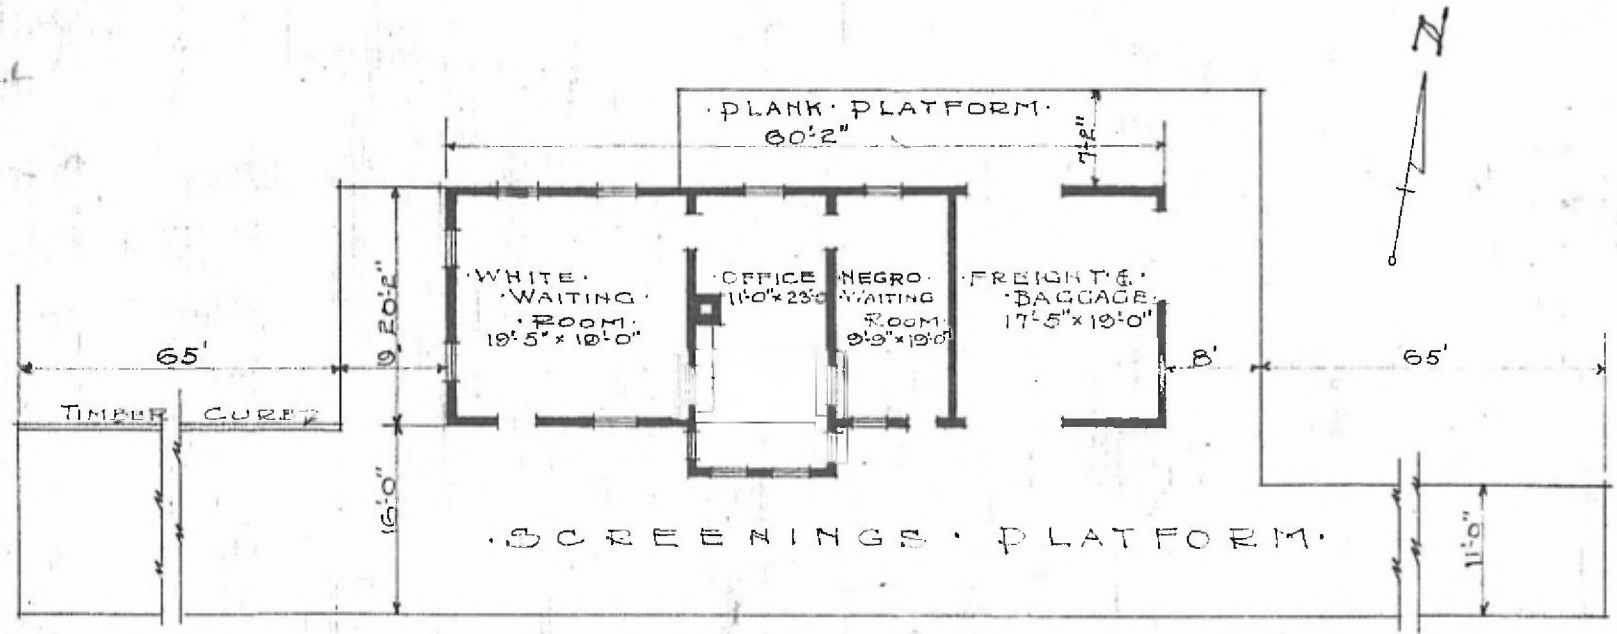 N
·PLANK·PLATFORM·
60'-2"
7'-2"
·WHITE·
·WAITING·
·ROOM·
19'-5" x 19'-0"
·OFFICE
11'-0" x 23'-0
·NEGRO·
·WAITING
ROOM·
9'-9" x 19'-0"
·FREIGHT &·
·BAGGAGE·
17'-5" x 19'-0"
65'
9'
20'-2"
8'
65'
TIMBER CURB
16'-0"
11'-0"
·SCREENINGS·PLATFORM·